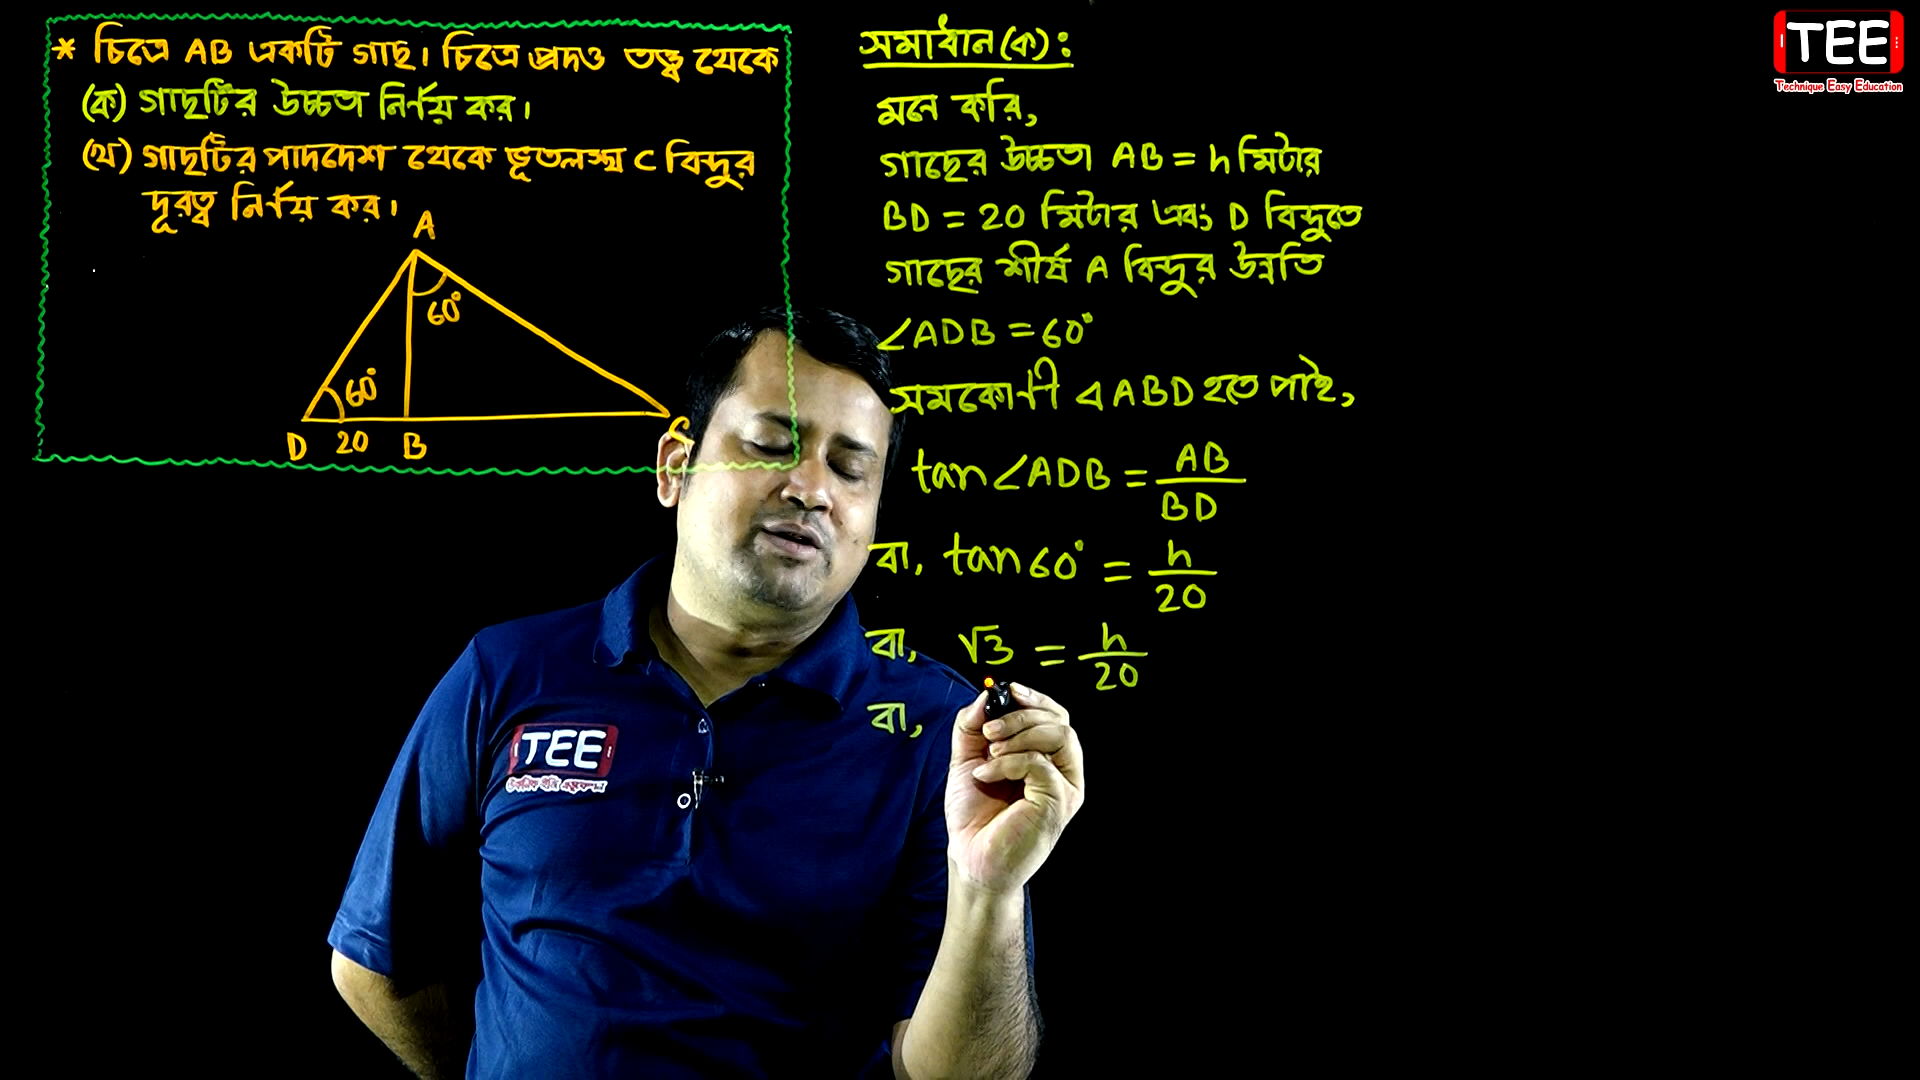 * চিত্রে AB একটি গাছ। চিত্রে প্রদত্ত তত্ত্ব থেকে
(ক) গাছটির উচ্চতা নির্ণয় কর।
(খ) গাছটির পাদদেশ থেকে ভূতলস্থ C বিন্দুর
দূরত্ব নির্ণয় কর।
A
60°
60°
D 20 B C
সমাধান (ক):
মনে করি,
গাছের উচ্চতা AB = h মিটার
BD = 20 মিটার এবং D বিন্দুতে
গাছের শীর্ষ A বিন্দুর উন্নতি
∠ADB = 60°
সমকোণী △ABD হতে পাই,
tan∠ADB = AB/BD
বা, tan60° = h/20
বা, √3 = h/20
বা,
TEE
Technique Easy Education
TEE